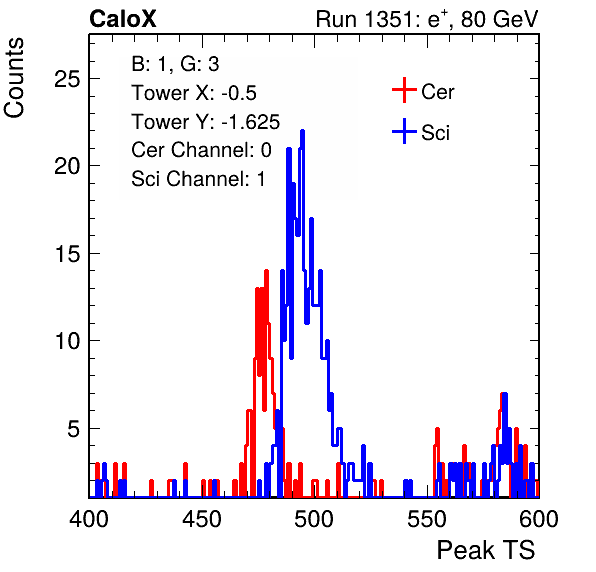 CaloX
Run 1351: e+, 80 GeV
Counts
B: 1, G: 3
Tower X: -0.5
Tower Y: -1.625
Cer Channel: 0
Sci Channel: 1
Cer
Sci
25
20
15
10
5
400
450
500
550
600
Peak TS